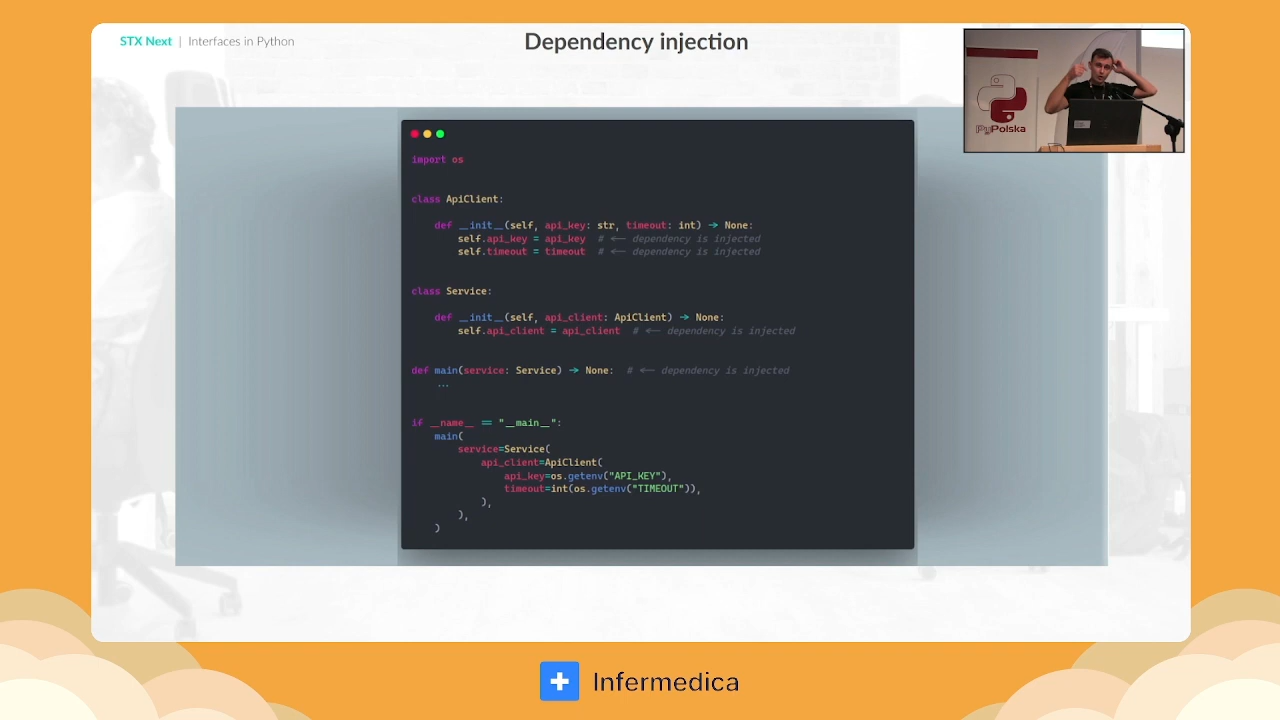 STX Next | Interfaces in Python
Dependency injection
PyPolska
import os
class ApiClient:
def __init__(self, api_key: str, timeout: int) -> None:
self.api_key = api_key # <-- dependency is injected
self.timeout = timeout # <-- dependency is injected
class Service:
def __init__(self, api_client: ApiClient) -> None:
self.api_client = api_client # <-- dependency is injected
def main(service: Service) -> None: # <-- dependency is injected
...
if __name__ == "__main__":
main(
service=Service(
api_client=ApiClient(
api_key=os.getenv("API_KEY"),
timeout=int(os.getenv("TIMEOUT")),
),
),
)
Infermedica